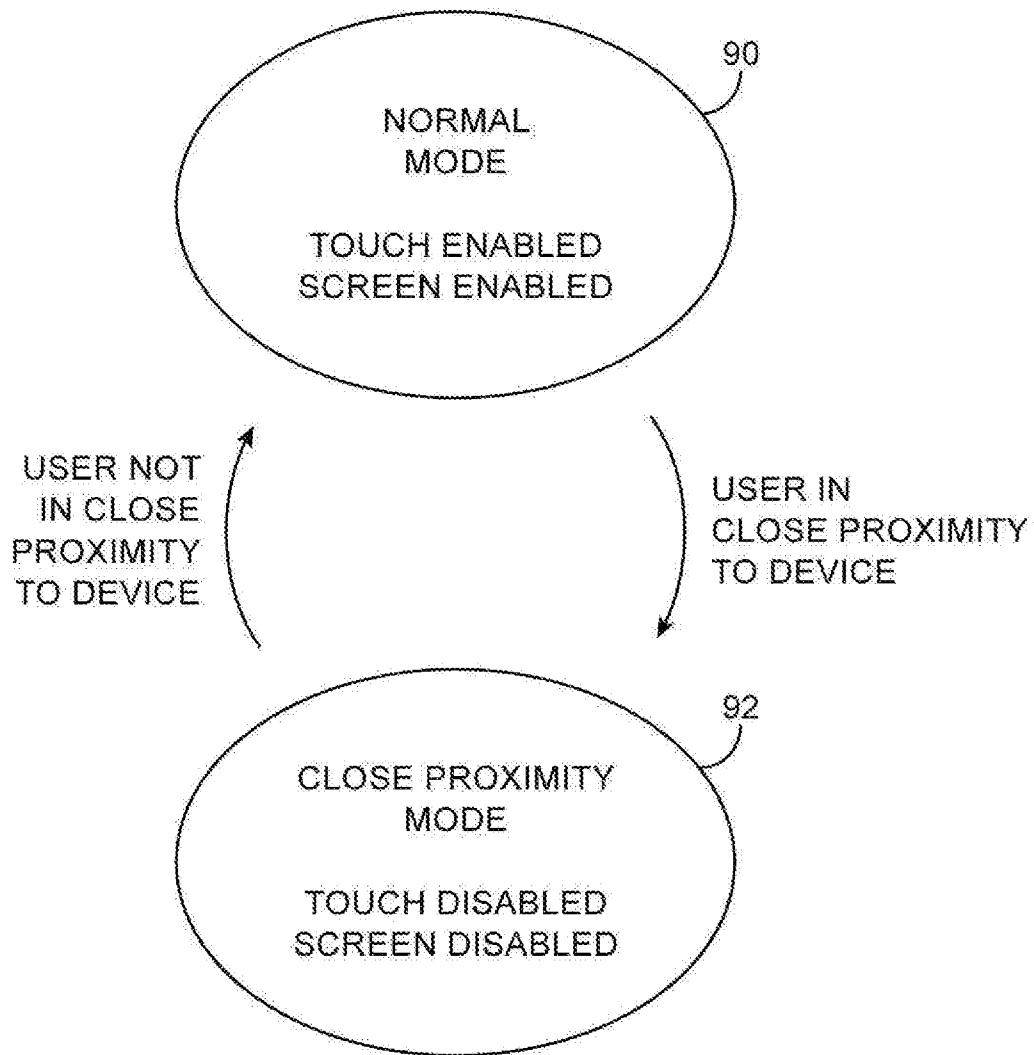 90
NORMAL
MODE
TOUCH ENABLED
SCREEN ENABLED
USER NOT
IN CLOSE
PROXIMITY
TO DEVICE
USER IN
CLOSE PROXIMITY
TO DEVICE
92
CLOSE PROXIMITY
MODE
TOUCH DISABLED
SCREEN DISABLED